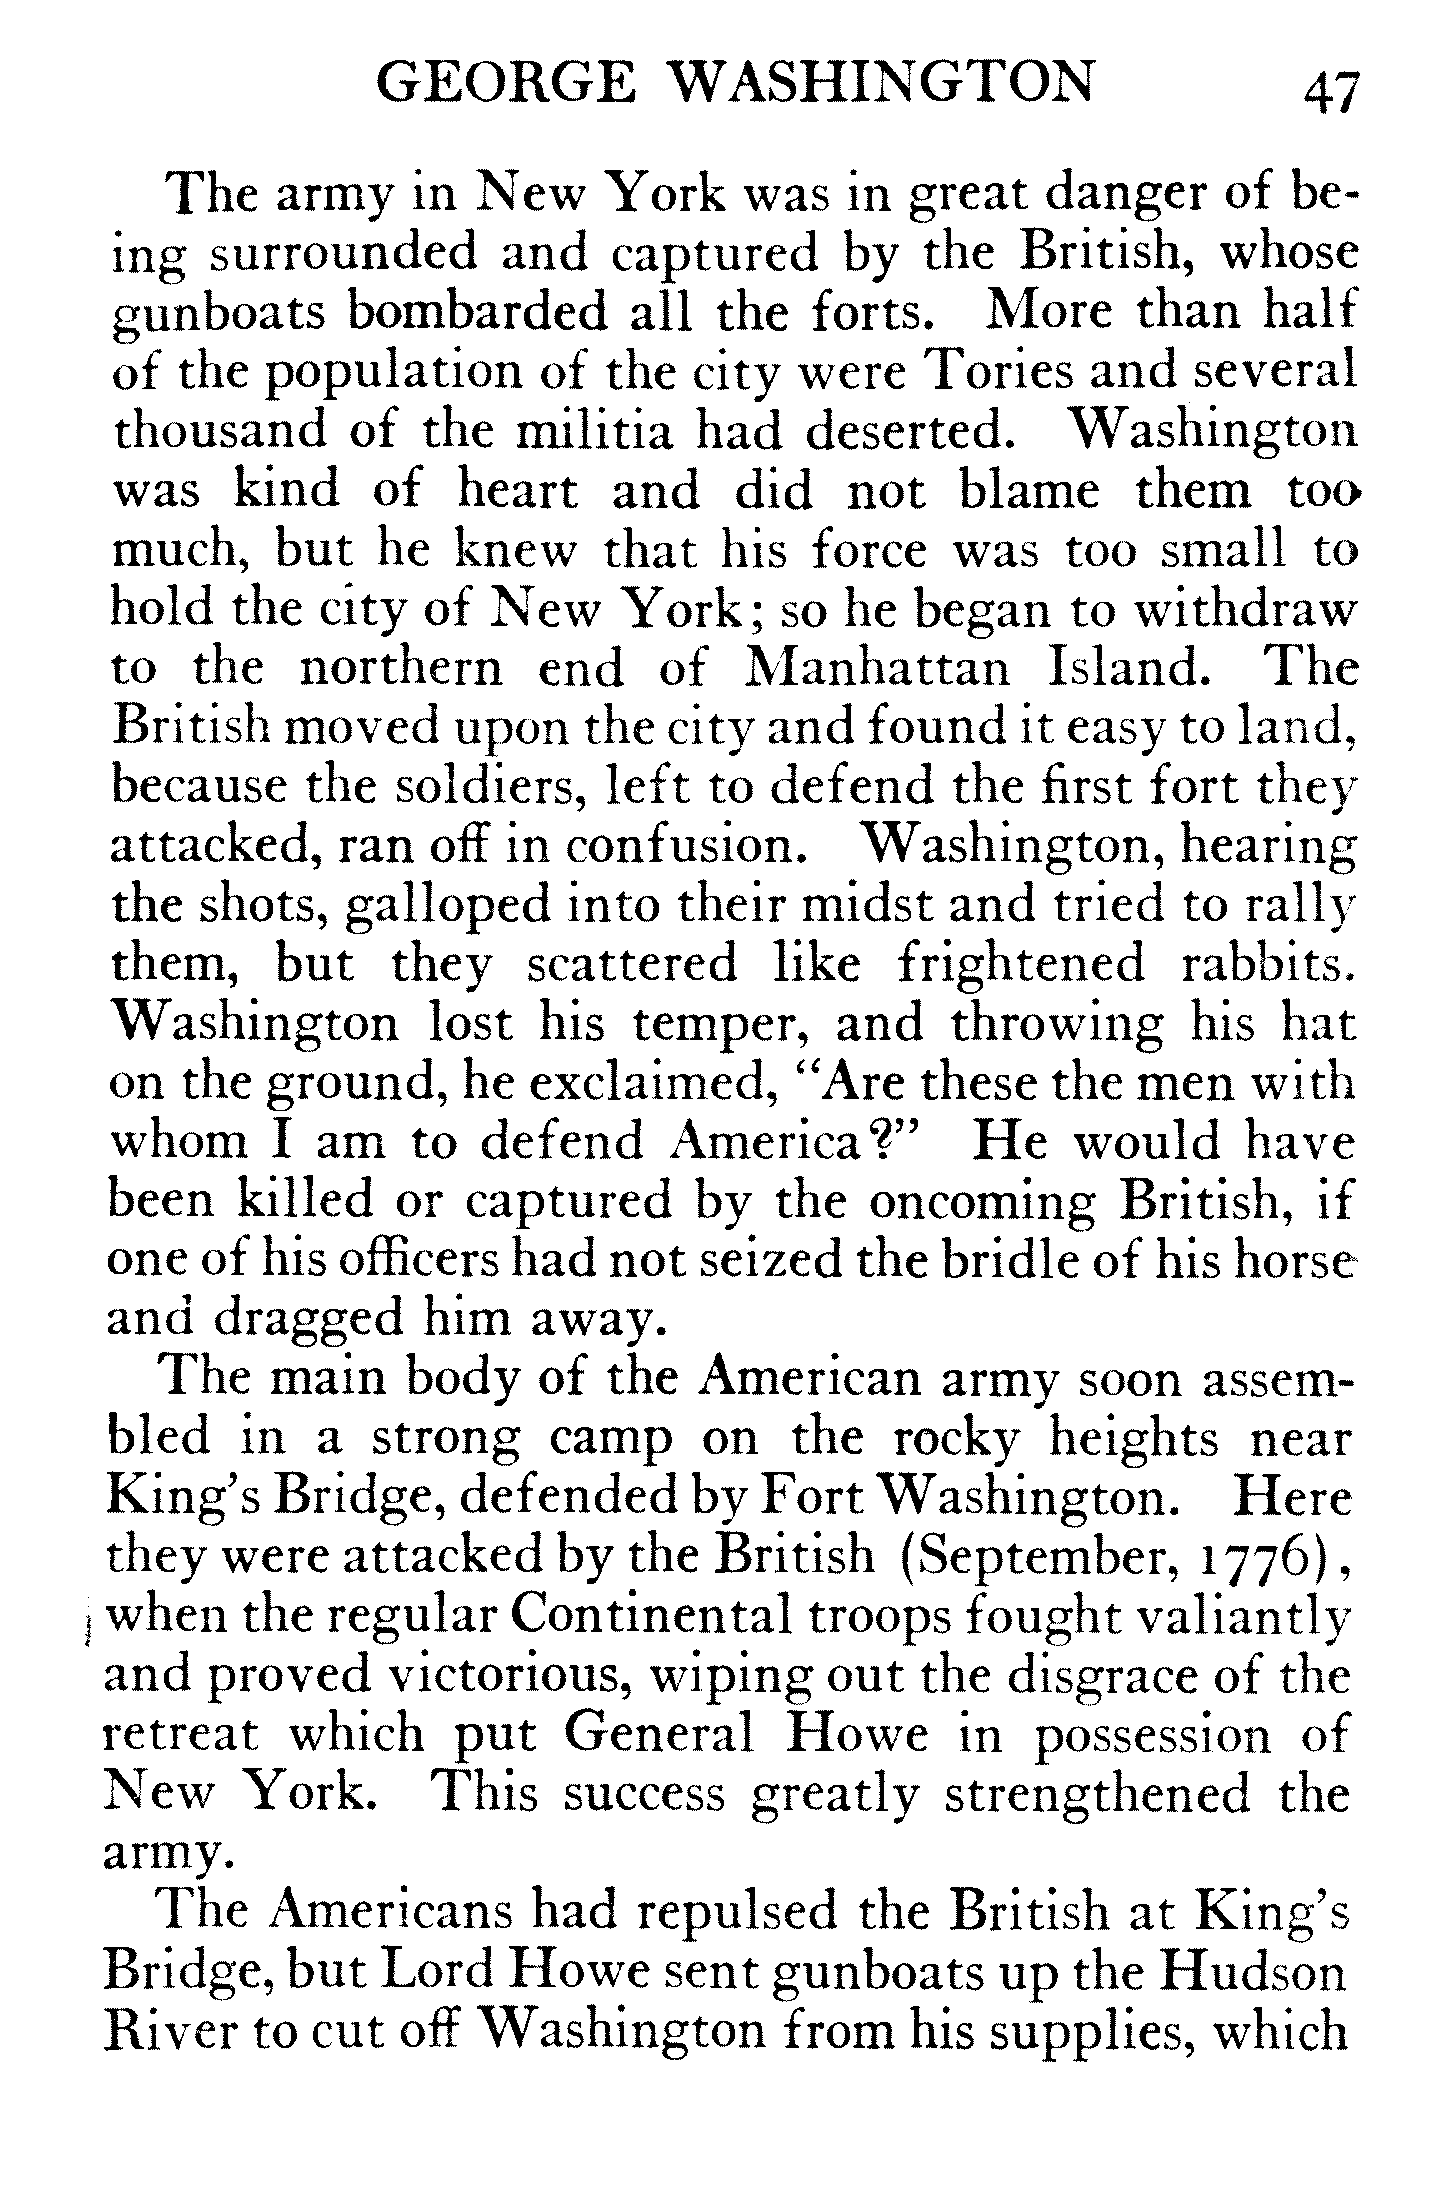 GEORGE WASHINGTON 47
The army in New York was in great danger of be-
ing surrounded and captured by the British, whose
gunboats bombarded all the forts. More than half
of the population of the city were Tories and several
thousand of the militia had deserted. Washington
was kind of heart and did not blame them too
much, but he knew that his force was too small to
hold the city of New York; so he began to withdraw
to the northern end of Manhattan Island. The
British moved upon the city and found it easy to land,
because the soldiers, left to defend the first fort they
attacked, ran off in confusion. Washington, hearing
the shots, galloped into their midst and tried to rally
them, but they scattered like frightened rabbits.
Washington lost his temper, and throwing his hat
on the ground, he exclaimed, “Are these the men with
whom I am to defend America?” He would have
been killed or captured by the oncoming British, if
one of his officers had not seized the bridle of his horse
and dragged him away.
The main body of the American army soon assem-
bled in a strong camp on the rocky heights near
King’s Bridge, defended by Fort Washington. Here
they were attacked by the British (September, 1776),
when the regular Continental troops fought valiantly
and proved victorious, wiping out the disgrace of the
retreat which put General Howe in possession of
New York. This success greatly strengthened the
army.
The Americans had repulsed the British at King’s
Bridge, but Lord Howe sent gunboats up the Hudson
River to cut off Washington from his supplies, which